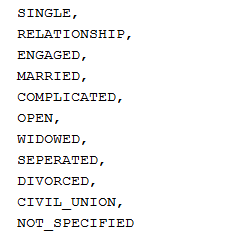 SINGLE,
RELATIONSHIP,
ENGAGED,
MARRIED,
COMPLICATED,
OPEN,
WIDOWED,
SEPERATED,
DIVORCED,
CIVIL_UNION,
NOT_SPECIFIED